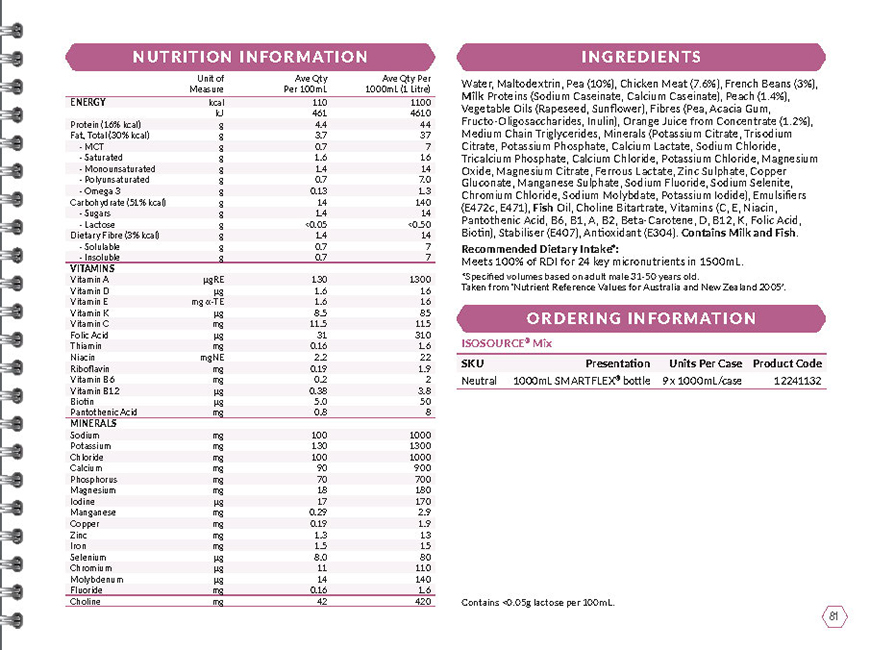 NUTRITION INFORMATION
Unit of Measure Ave Qty Per 100mL Ave Qty Per 1000mL (1 Litre)
ENERGY kcal 110 1100
kJ 461 4610
Protein (16% kcal) g 4.4 44
Fat, Total (30% kcal) g 3.7 37
- MCT g 0.7 7
- Saturated g 1.6 16
- Monounsaturated g 1.4 14
- Polyunsaturated g 0.7 7.0
- Omega 3 g 0.13 1.3
Carbohydrate (51% kcal) g 14 140
- Sugars g 1.4 14
- Lactose g <0.05 <0.50
Dietary Fibre (3% kcal) g 1.4 14
- Solulable g 0.7 7
- Insoluble g 0.7 7
VITAMINS
Vitamin A µgRE 130 1300
Vitamin D µg 1.6 16
Vitamin E mg α-TE 1.6 16
Vitamin K µg 8.5 85
Vitamin C mg 11.5 115
Folic Acid µg 31 310
Thiamin mg 0.16 1.6
Niacin mgNE 2.2 22
Riboflavin mg 0.19 1.9
Vitamin B6 mg 0.2 2
Vitamin B12 µg 0.38 3.8
Biotin µg 5.0 50
Pantothenic Acid mg 0.8 8
MINERALS
Sodium mg 100 1000
Potassium mg 130 1300
Chloride mg 100 1000
Calcium mg 90 900
Phosphorus mg 70 700
Magnesium mg 18 180
Iodine µg 17 170
Manganese mg 0.29 2.9
Copper mg 0.19 1.9
Zinc mg 1.3 13
Iron mg 1.5 15
Selenium µg 8.0 80
Chromium µg 11 110
Molybdenum µg 14 140
Fluoride mg 0.16 1.6
Choline mg 42 420
INGREDIENTS
Water, Maltodextrin, Pea (10%), Chicken Meat (7.6%), French Beans (3%),
Milk Proteins (Sodium Caseinate, Calcium Caseinate), Peach (1.4%),
Vegetable Oils (Rapeseed, Sunflower), Fibres (Pea, Acacia Gum,
Fructo-Oligosaccharides, Inulin), Orange Juice from Concentrate (1.2%),
Medium Chain Triglycerides, Minerals (Potassium Citrate, Trisodium
Citrate, Potassium Phosphate, Calcium Lactate, Sodium Chloride,
Tricalcium Phosphate, Calcium Chloride, Potassium Chloride, Magnesium
Oxide, Magnesium Citrate, Ferrous Lactate, Zinc Sulphate, Copper
Gluconate, Manganese Sulphate, Sodium Fluoride, Sodium Selenite,
Chromium Chloride, Sodium Molybdate, Potassium Iodide), Emulsifiers
(E472c, E471), Fish Oil, Choline Bitartrate, Vitamins (C, E, Niacin,
Pantothenic Acid, B6, B1, A, B2, Beta-Carotene, D, B12, K, Folic Acid,
Biotin), Stabiliser (E407), Antioxidant (E304). Contains Milk and Fish.
Recommended Dietary Intake*:
Meets 100% of RDI for 24 key micronutrients in 1500mL.
*Specified volumes based on adult male 31-50 years old.
Taken from 'Nutrient Reference Values for Australia and New Zealand 2005'.
ORDERING INFORMATION
ISOSOURCE® Mix
SKU Presentation Units Per Case Product Code
Neutral 1000mL SMARTFLEX® bottle 9 x 1000mL/case 12241132
Contains <0.05g lactose per 100mL.
81